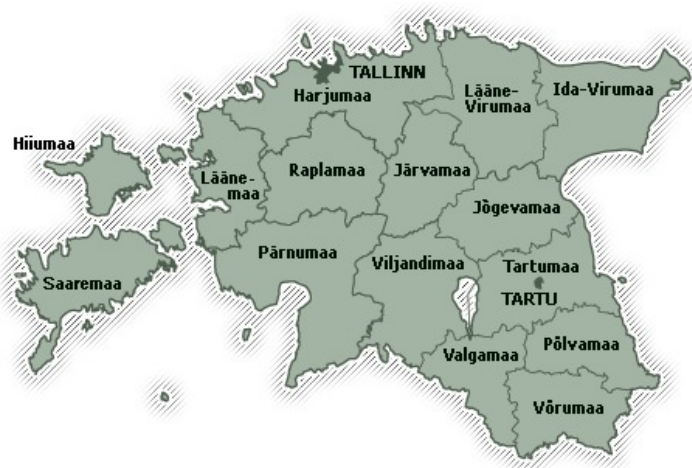 TALLINN
Harjumaa
Lääne-
Virumaa
Ida-Virumaa
Hiiumaa
Lääne-
maa
Raplamaa
Järvamaa
Jõgevamaa
Pärnumaa
Viljandimaa
Tartumaa
TARTU
Saaremaa
Valgamaa
Põlvamaa
Võrumaa